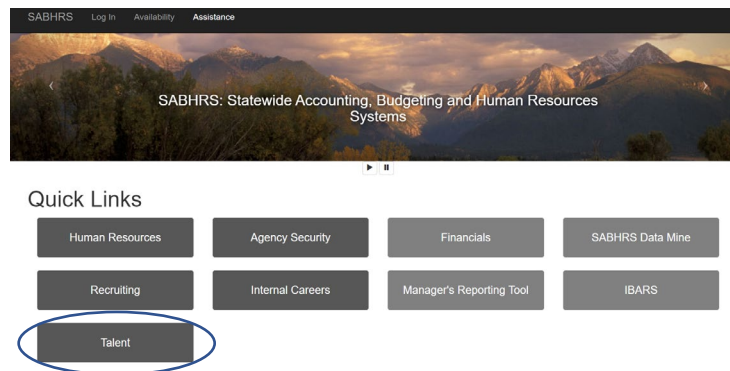 SABHRS Log In Availability Assistance
SABHRS: Statewide Accounting, Budgeting and Human Resources
Systems
Quick Links
Human Resources Agency Security Financials SABHRS Data Mine
Recruiting Internal Careers Manager's Reporting Tool IBARS
Talent